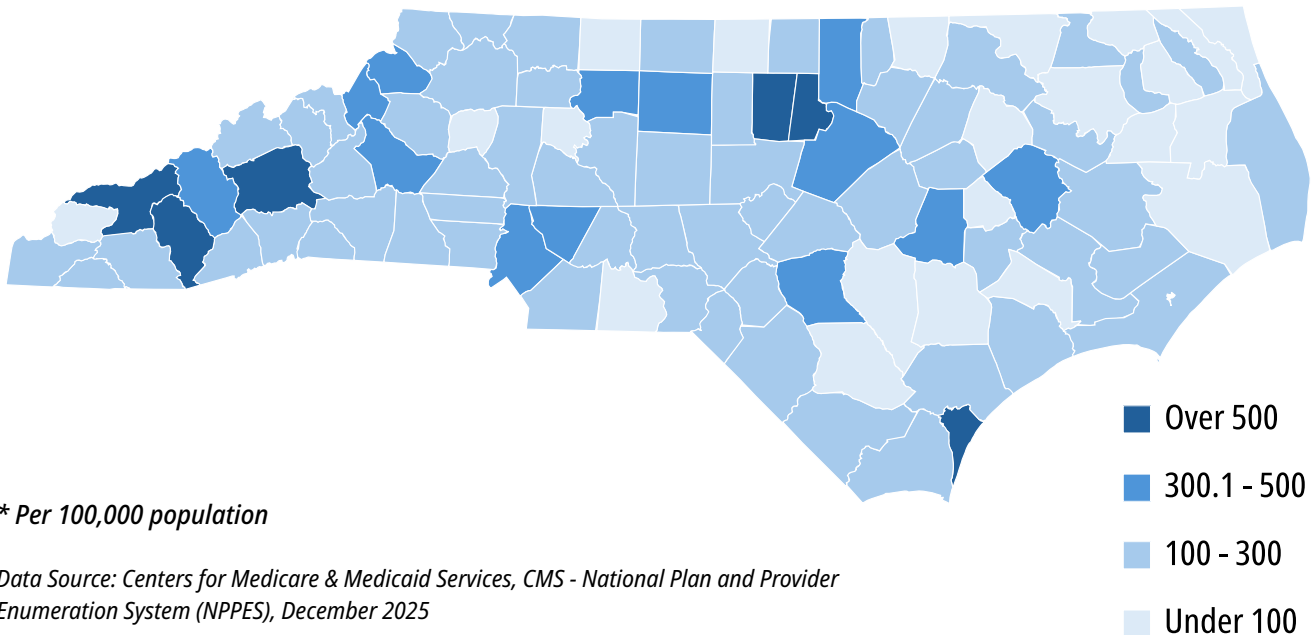 Over 500
300.1 - 500
100 - 300
Under 100
* Per 100,000 population
Data Source: Centers for Medicare & Medicaid Services, CMS - National Plan and Provider
Enumeration System (NPPES), December 2025